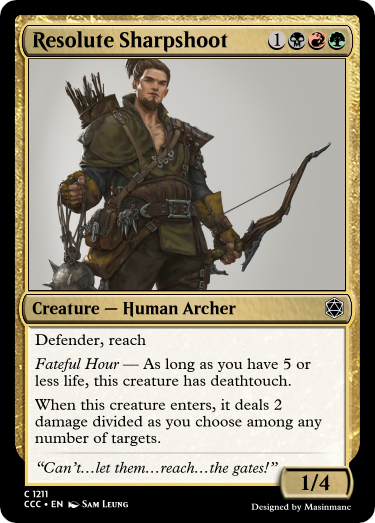 Resolute Sharpshoot
1
Creature — Human Archer
Defender, reach
Fateful Hour — As long as you have 5 or
less life, this creature has deathtouch.
When this creature enters, it deals 2
damage divided as you choose among any
number of targets.
“Can’t…let them…reach…the gates!”
1/4
C 1211
CCC • EN SAM LEUNG
Designed by Masinmanc